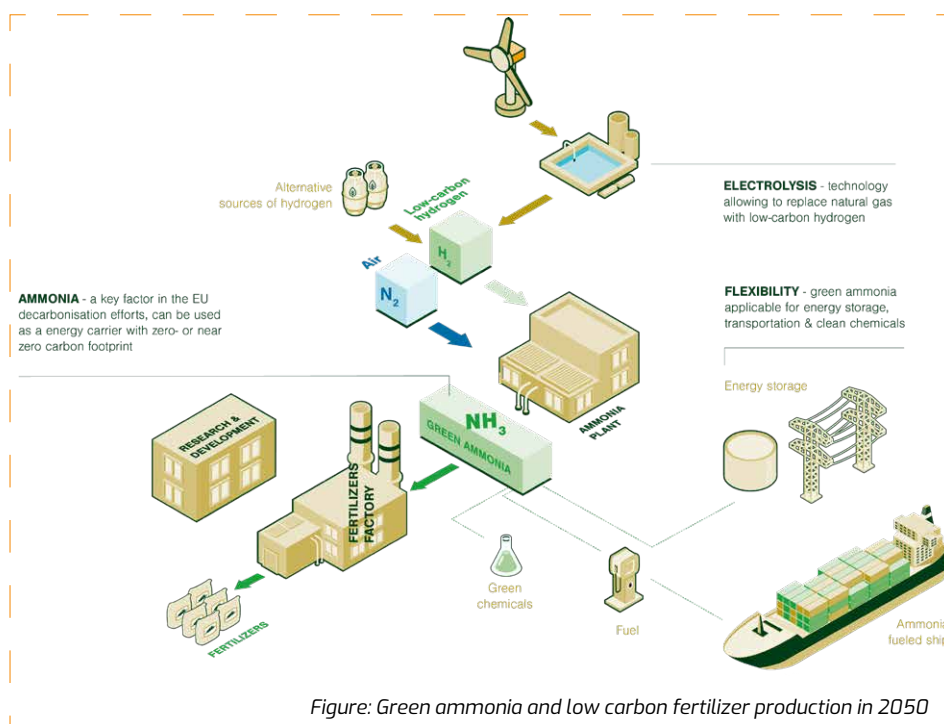 Alternative
sources of hydrogen
Low-carbon
hydrogen
H2
Air
N2
ELECTROLYSIS - technology
allowing to replace natural gas
with low-carbon hydrogen
AMMONIA - a key factor in the EU
decarbonisation efforts, can be used
as a energy carrier with zero- or near
zero carbon footprint
FLEXIBILITY - green ammonia
applicable for energy storage,
transportation & clean chemicals
Energy storage
AMMONIA
PLANT
NH3
GREEN AMMONIA
RESEARCH &
DEVELOPMENT
FERTILIZERS
FACTORY
FERTILIZERS
Green
chemicals
Fuel
Ammonia
fueled ship
Figure: Green ammonia and low carbon fertilizer production in 2050